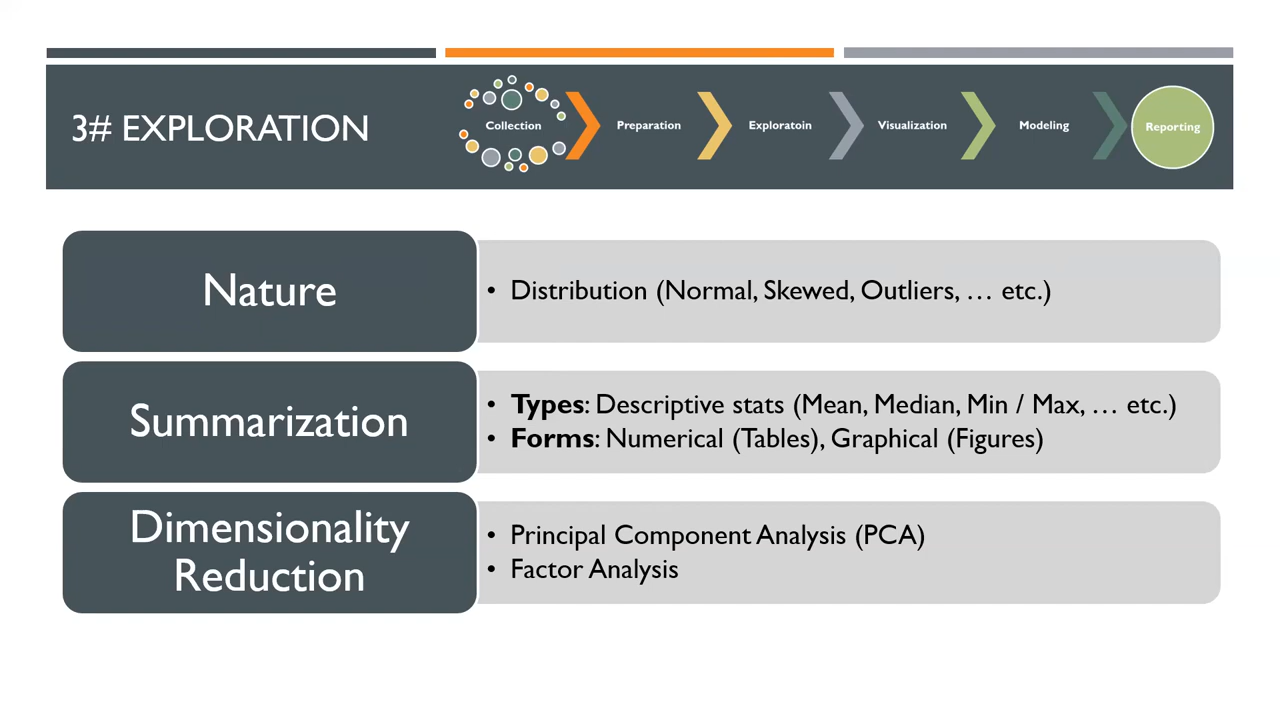 3# EXPLORATION
Collection
Preparation
Exploratoin
Visualization
Modeling
Reporting
Nature
• Distribution (Normal, Skewed, Outliers, … etc.)
Summarization
• Types: Descriptive stats (Mean, Median, Min / Max, … etc.)
• Forms: Numerical (Tables), Graphical (Figures)
Dimensionality
Reduction
• Principal Component Analysis (PCA)
• Factor Analysis